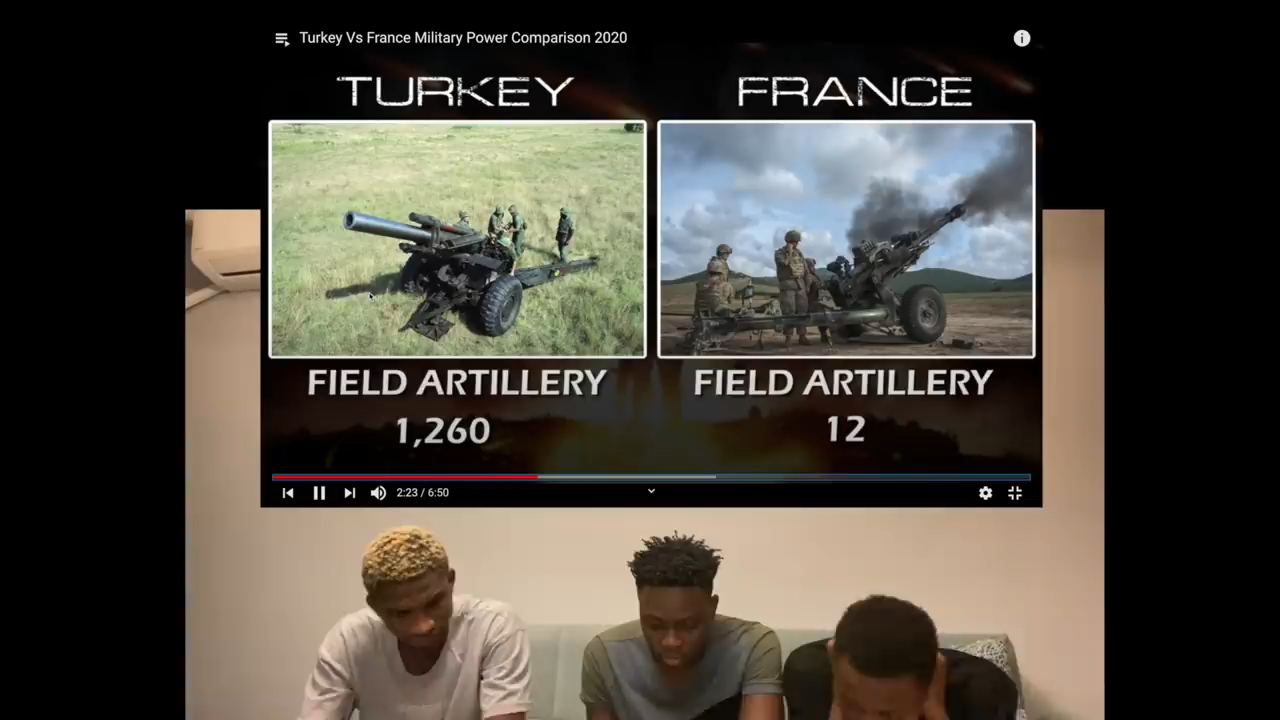 Turkey Vs France Military Power Comparison 2020
TURKEY
FRANCE
FIELD ARTILLERY
1,260
FIELD ARTILLERY
12
2:23 / 6:50